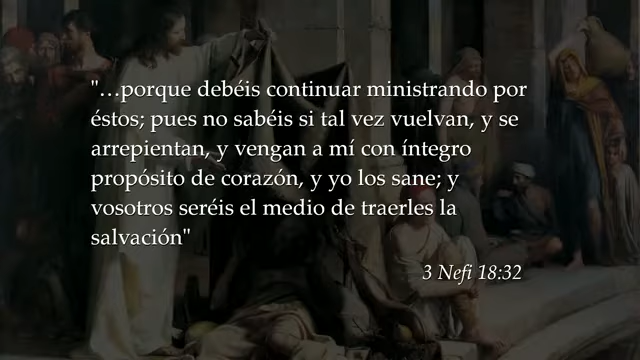 "…porque debéis continuar ministrando por
éstos; pues no sabéis si tal vez vuelvan, y se
arrepientan, y vengan a mí con íntegro
propósito de corazón, y yo los sane; y
vosotros seréis el medio de traerles la
salvación"
3 Nefi 18:32